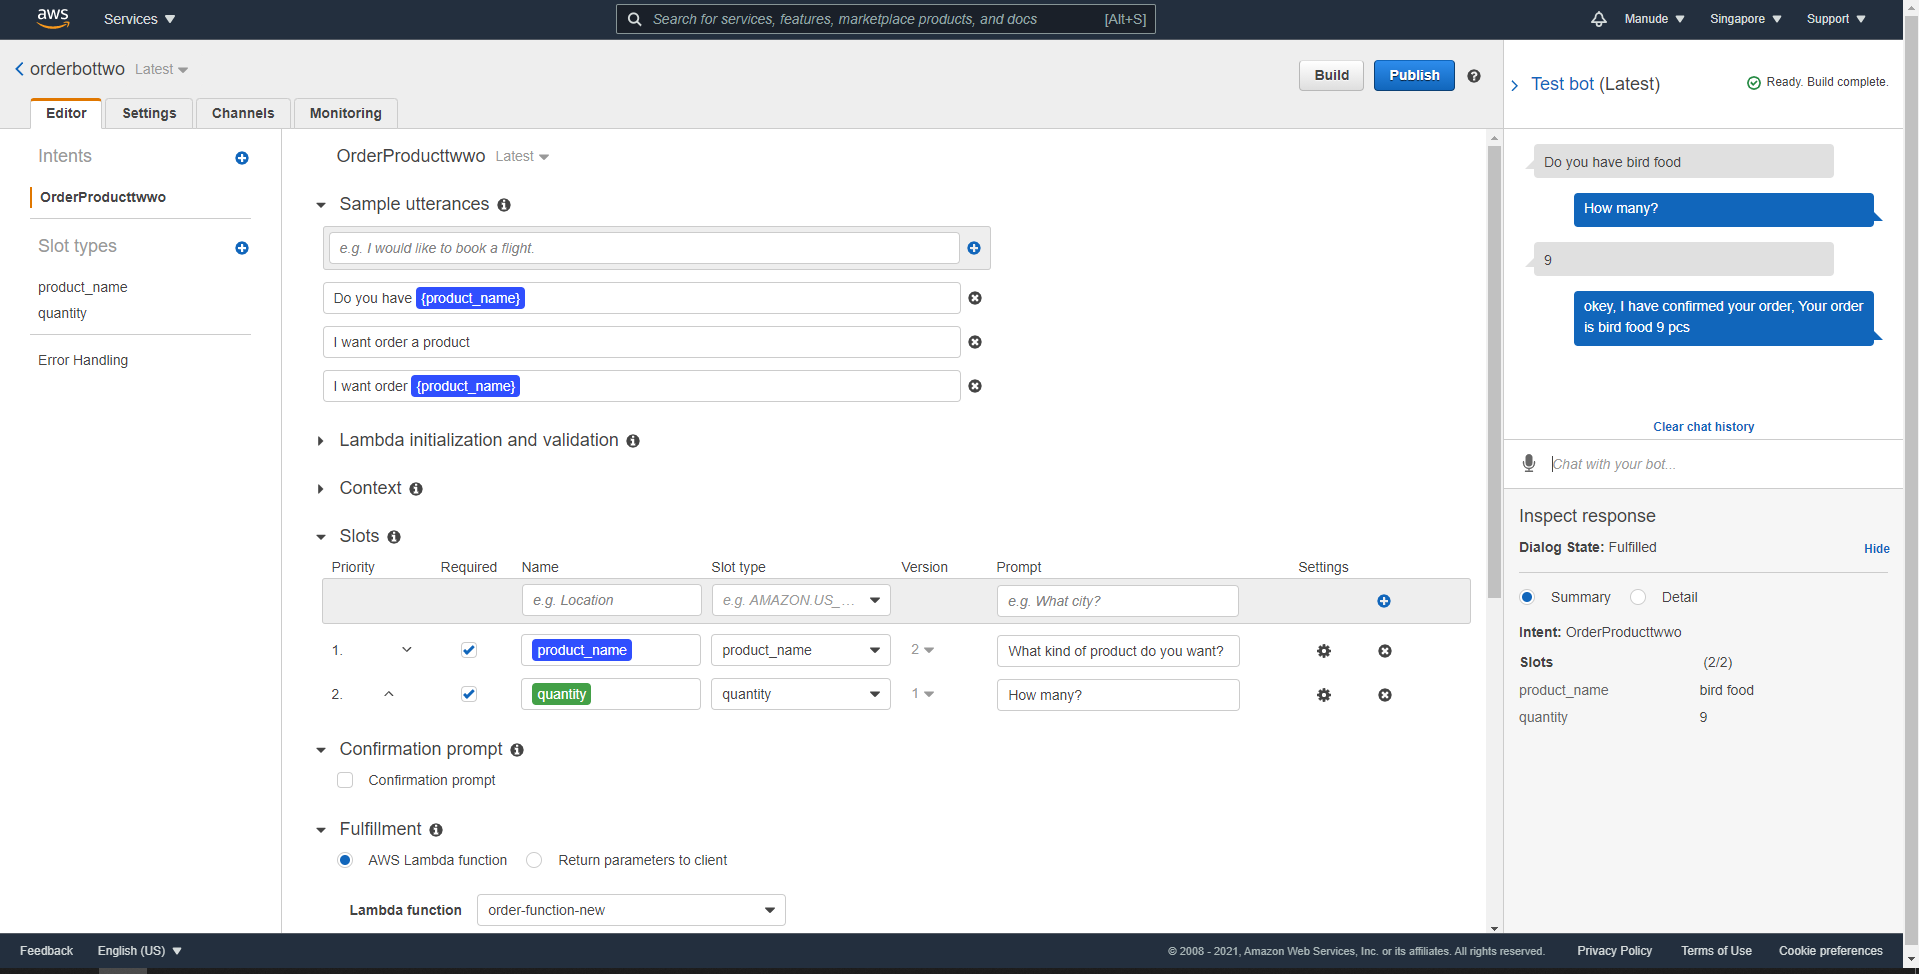 aws
Services
Search for services, features, marketplace products, and docs [Alt+S]
Manude
Singapore
Support
orderbottwo Latest
Build
Publish
Editor
Settings
Channels
Monitoring
Intents
OrderProducttwwo
Slot types
product_name
quantity
Error Handling
OrderProducttwwo Latest
Sample utterances
e.g. I would like to book a flight.
Do you have {product_name}
I want order a product
I want order {product_name}
Lambda initialization and validation
Context
Slots
Priority Required Name Slot type Version Prompt Settings
e.g. Location e.g. AMAZON.US_... e.g. What city?
1. product_name product_name 2 What kind of product do you want?
2. quantity quantity 1 How many?
Confirmation prompt
Confirmation prompt
Fulfillment
AWS Lambda function Return parameters to client
Lambda function order-function-new
Test bot (Latest)
Ready. Build complete.
Do you have bird food
How many?
9
okey, I have confirmed your order, Your order
is bird food 9 pcs
Clear chat history
Chat with your bot...
Inspect response
Dialog State: Fulfilled
Hide
Summary Detail
Intent: OrderProducttwwo
Slots (2/2)
product_name bird food
quantity 9
Feedback
English (US)
© 2008 - 2021, Amazon Web Services, Inc. or its affiliates. All rights reserved.
Privacy Policy
Terms of Use
Cookie preferences